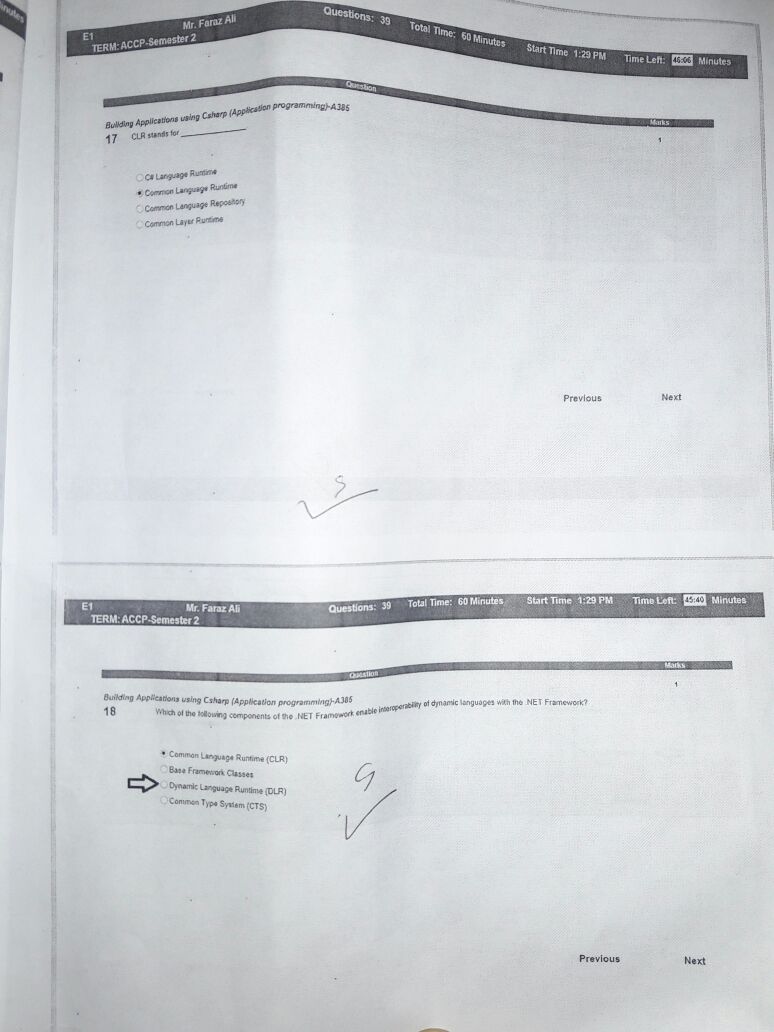 inutes
E1 Mr. Faraz Ali Questions: 39 Total Time: 60 Minutes Start Time 1:29 PM Time Left: 46:06 Minutes
TERM: ACCP-Semester 2
Question
Marks
Building Applications using Csharp (Application programming)-A385
1
17 CLR stands for ____________
C# Language Runtime
Common Language Runtime
Common Language Repository
Common Layer Runtime
Previous Next
E1 Mr. Faraz Ali Questions: 39 Total Time: 60 Minutes Start Time 1:29 PM Time Left: 45:40 Minutes
TERM: ACCP-Semester 2
Question Marks
1
Building Applications using Csharp (Application programming)-A385
18 Which of the following components of the .NET Framework enable interoperability of dynamic languages with the .NET Framework?
Common Language Runtime (CLR)
Base Framework Classes
Dynamic Language Runtime (DLR)
Common Type System (CTS)
Previous Next